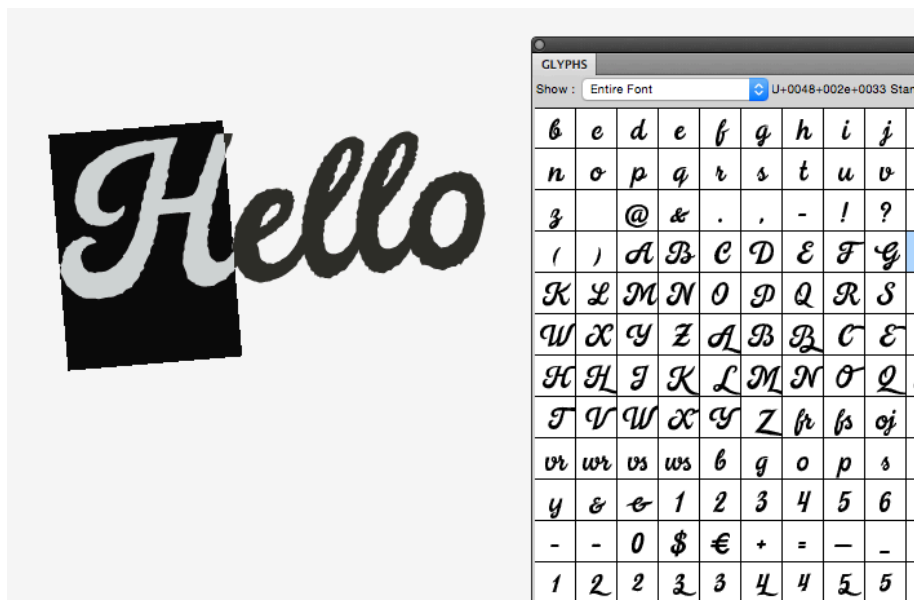 Hello
GLYPHS
Show : Entire Font U+0048+002e+0033 Star
b c d e f g h i j
n o p q r s t u v
z @ & . , - ! ?
( ) A B C D E F G
K L M N O P Q R S
W X Y Z A B B C E
H H J K L M N O Q
T V W X Y Z fr fs oj
vr wr vs ws b g o p s
y & & 1 2 3 4 5 6
- - 0 $ € + = — _
1 2 2 3 3 4 4 5 5